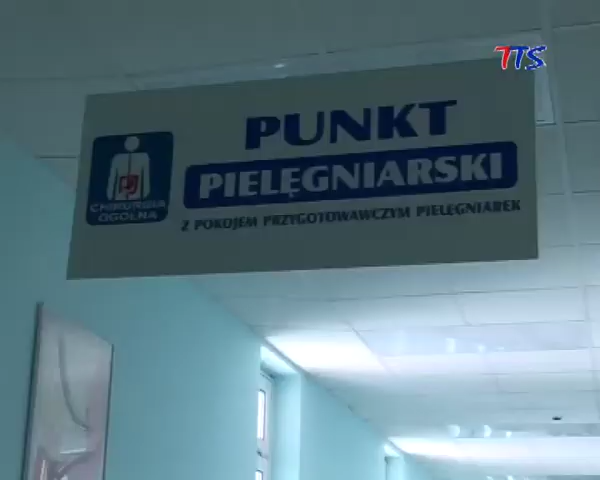 TTS
PUNKT
PIELĘGNIARSKI
Z POKOJEM PRZYGOTOWAWCZYM PIELĘGNIAREK
CHIRURGIA
OGÓLNA